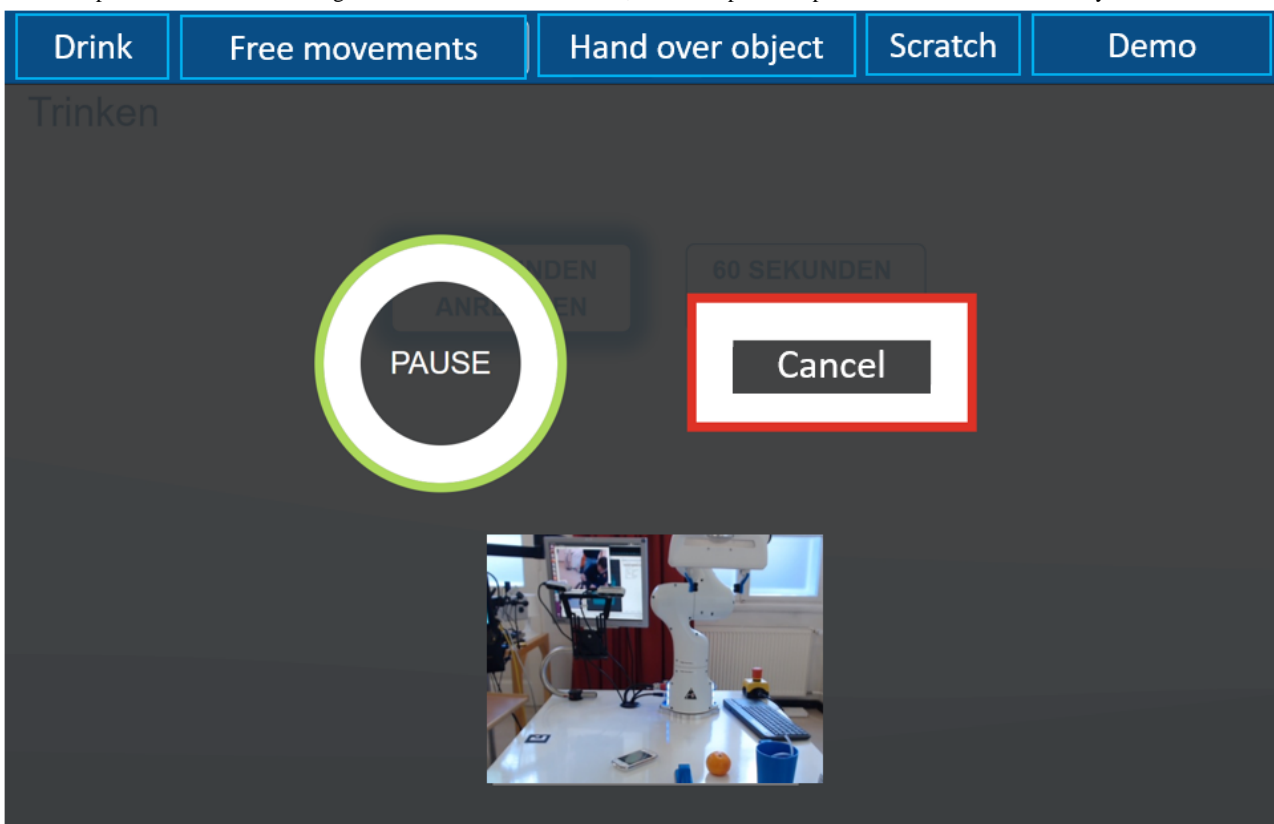 Drink
Free movements
Hand over object
Scratch
Demo
Trinken
60 SEKUNDEN
PAUSE
Cancel